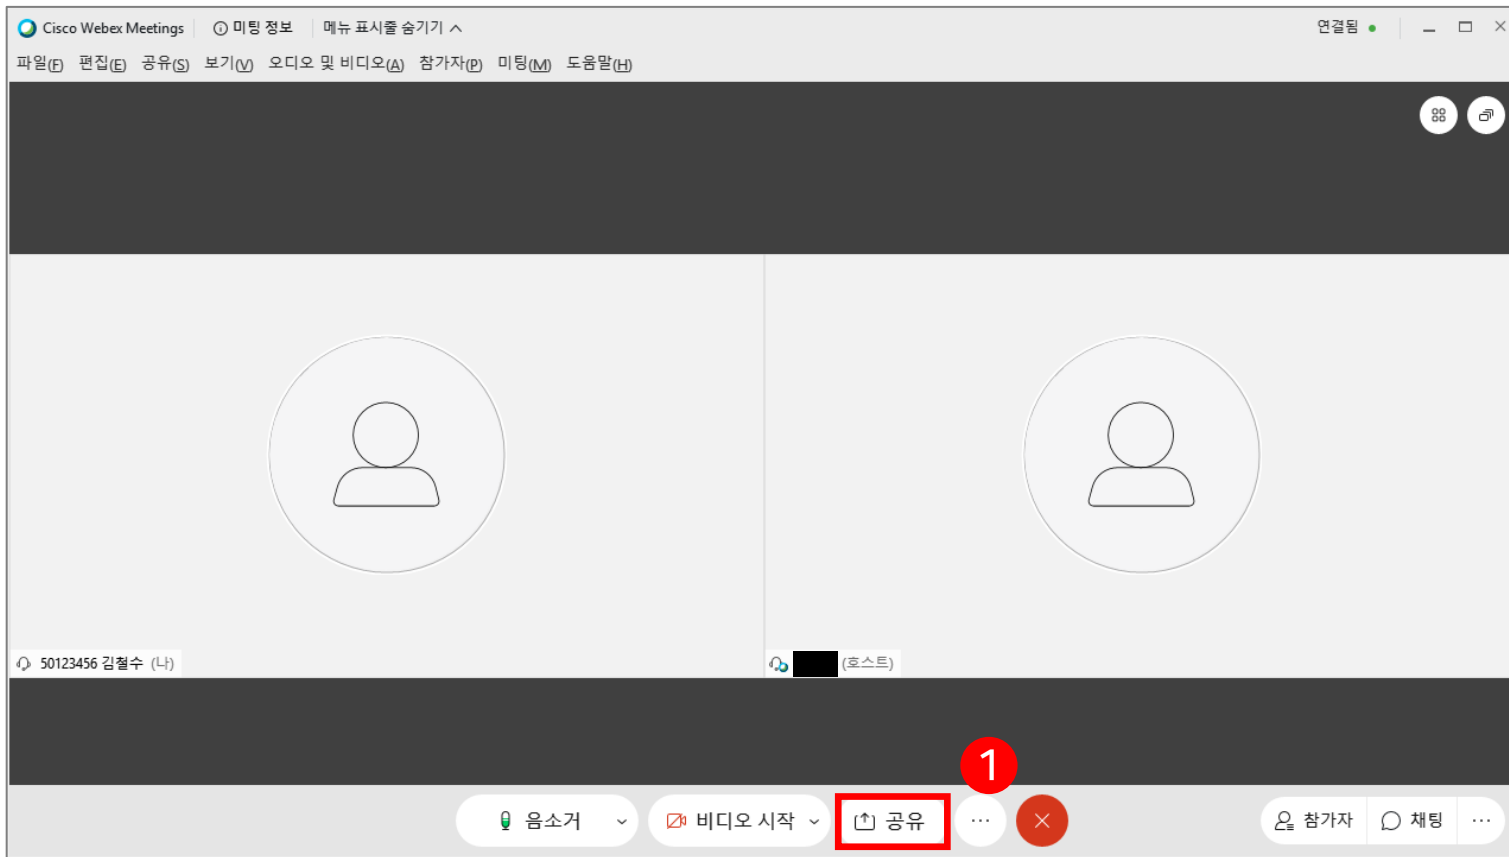 Cisco Webex Meetings 미팅 정보 메뉴 표시줄 숨기기 연결됨
파일(F) 편집(E) 공유(S) 보기(V) 오디오 및 비디오(A) 참가자(P) 미팅(M) 도움말(H)
50123456 김철수 (나)
(호스트)
1
음소거 비디오 시작 공유 참가자 채팅